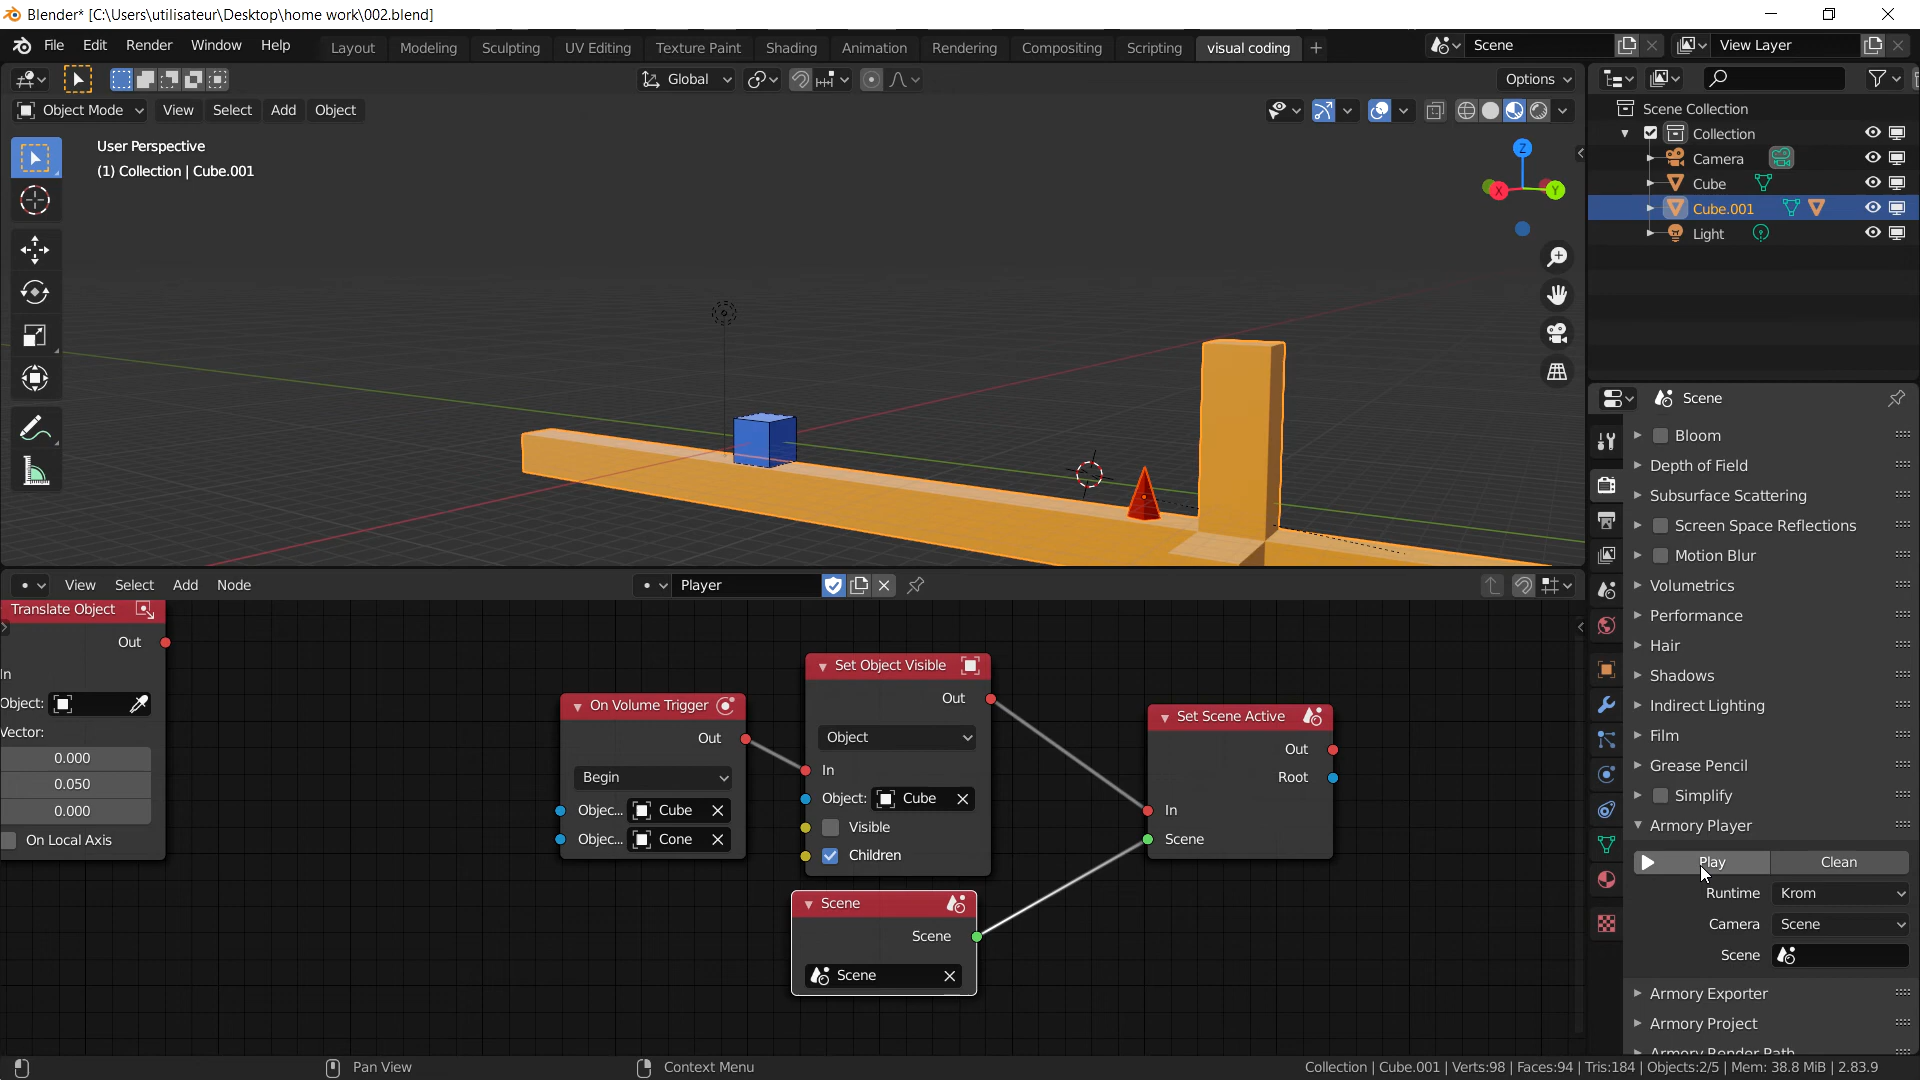 Blender* [C:\Users\utilisateur\Desktop\home work\002.blend]
File Edit Render Window Help Layout Modeling Sculpting UV Editing Texture Paint Shading Animation Rendering Compositing Scripting visual coding + Scene View Layer
Global Options
Object Mode View Select Add Object
User Perspective
(1) Collection | Cube.001
Z
X Y
Scene Collection
Collection
Camera
Cube
Cube.001
Light
Scene
Bloom
Depth of Field
Subsurface Scattering
Screen Space Reflections
Motion Blur
Volumetrics
Performance
Hair
Shadows
Indirect Lighting
Film
Grease Pencil
Simplify
Armory Player
Play Clean
Runtime Krom
Camera Scene
Scene
Armory Exporter
Armory Project
Armory Render Path
View Select Add Node Player
Translate Object
Out
In
Object:
Vector:
0.000
0.050
0.000
On Local Axis
On Volume Trigger
Out
Begin
Objec... Cube
Objec... Cone
Set Object Visible
Out
Object
In
Object: Cube
Visible
Children
Scene
Scene
Scene
Set Scene Active
Out
Root
In
Scene
Pan View Context Menu Collection | Cube.001 | Verts:98 | Faces:94 | Tris:184 | Objects:2/5 | Mem: 38.8 MiB | 2.83.9